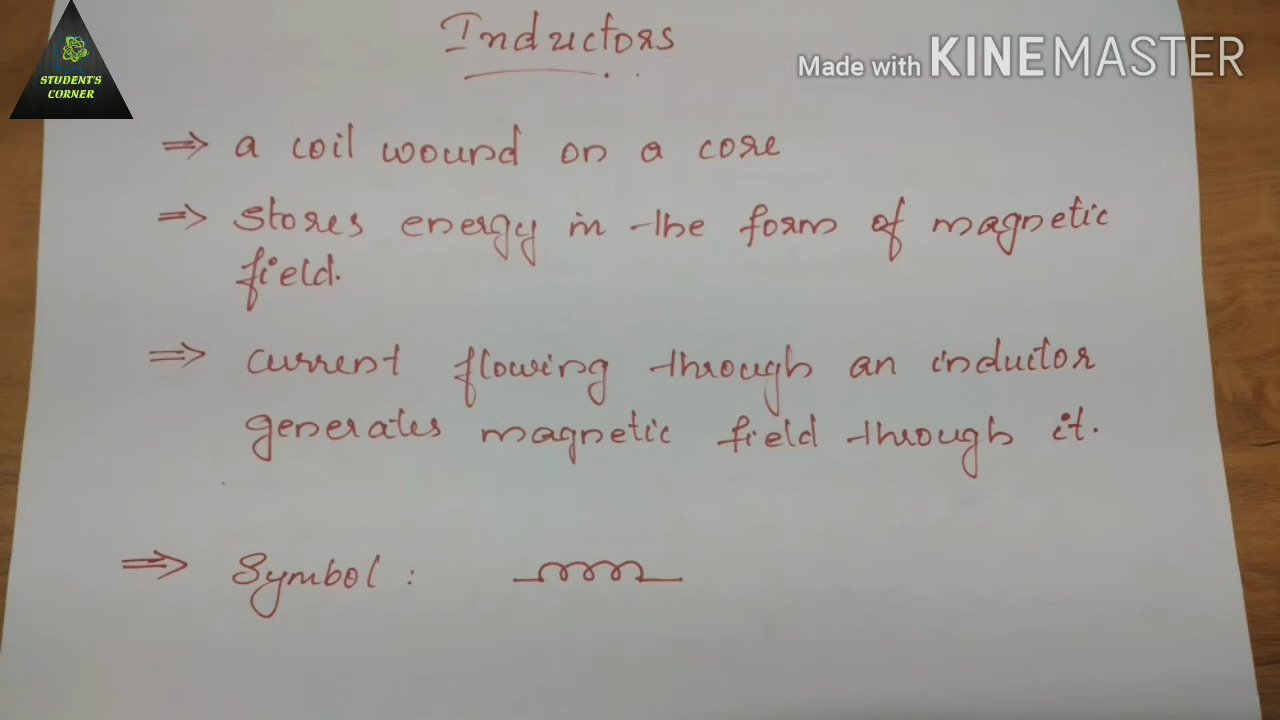 STUDENT'S
CORNER
Inductors
Made with KINEMASTER
⇒ a coil wound on a core
⇒ stores energy in the form of magnetic
field.
⇒ current flowing through an inductor
generates magnetic field through it.
⇒ Symbol :